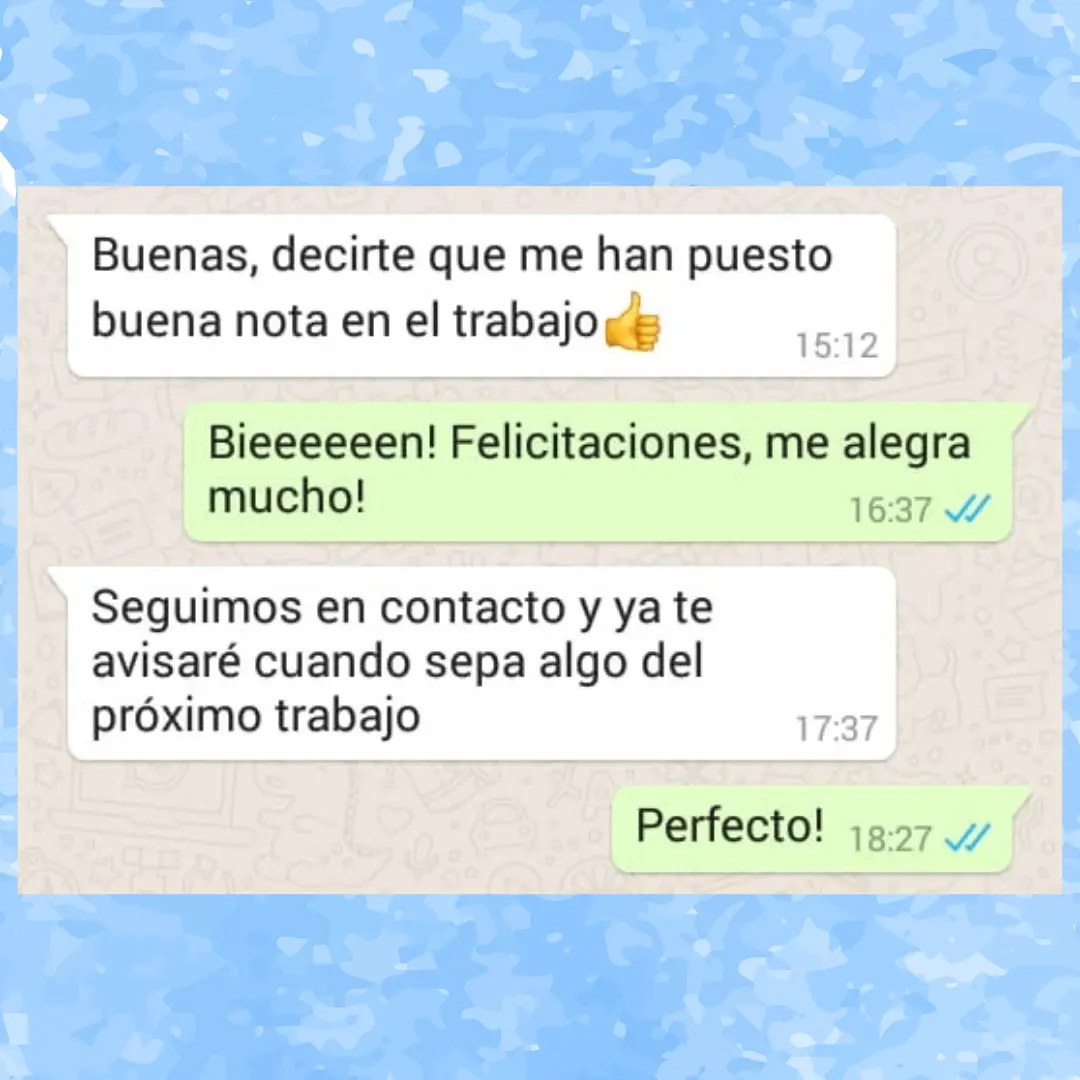 Buenas, decirte que me han puesto
buena nota en el trabajo👍
15:12
Bieeeeeen! Felicitaciones, me alegra
mucho!
16:37
Seguimos en contacto y ya te
avisaré cuando sepa algo del
próximo trabajo
17:37
Perfecto! 18:27